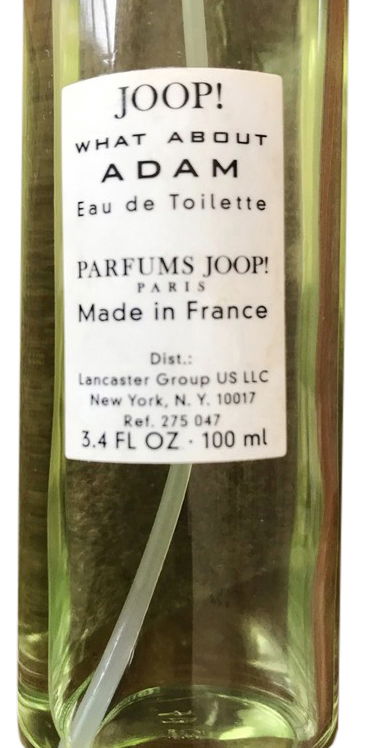 JOOP!
WHAT ABOUT
ADAM
Eau de Toilette
PARFUMS JOOP!
PARIS
Made in France
Dist.:
Lancaster Group US LLC
New York, N. Y. 10017
Ref. 275 047
3.4 FL OZ · 100 ml